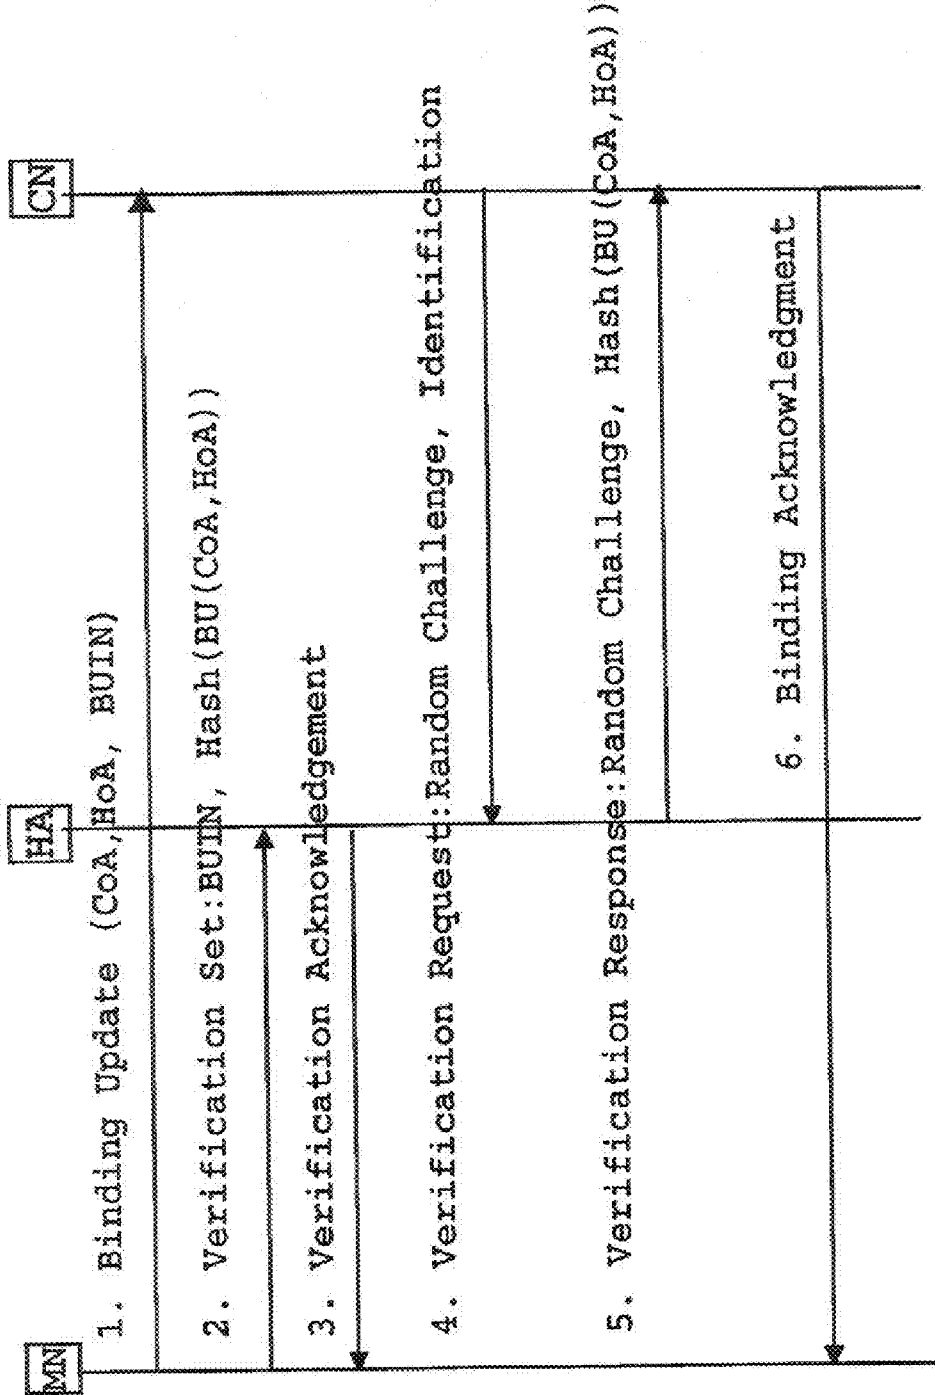 MN
HA
CN
1. Binding Update (CoA,HoA, BUIN)
2. Verification Set:BUIN, Hash(BU(CoA,HoA))
3. Verification Acknowledgement
4. Verification Request:Random Challenge, Identification
5. Verification Response:Random Challenge, Hash(BU(CoA,HoA))
6. Binding Acknowledgment